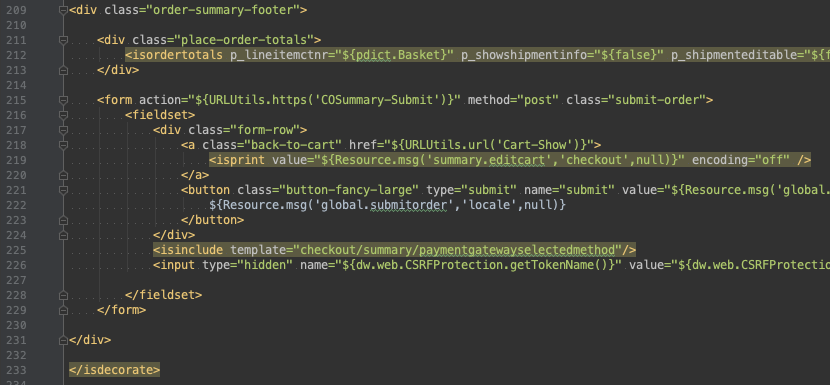 209 <div class="order-summary-footer">
210
211 <div class="place-order-totals">
212 <isordertotals p_lineitemctnr="${pdict.Basket}" p_showshipmentinfo="${false}" p_shipmenteditable="${f
213 </div>
214
215 <form action="${URLUtils.https('COSummary-Submit')}" method="post" class="submit-order">
216 <fieldset>
217 <div class="form-row">
218 <a class="back-to-cart" href="${URLUtils.url('Cart-Show')}">
219 <isprint value="${Resource.msg('summary.editcart','checkout',null)}" encoding="off" />
220 </a>
221 <button class="button-fancy-large" type="submit" name="submit" value="${Resource.msg('global.
222 ${Resource.msg('global.submitorder','locale',null)}
223 </button>
224 </div>
225 <isinclude template="checkout/summary/paymentgatewayselectedmethod"/>
226 <input type="hidden" name="${dw.web.CSRFProtection.getTokenName()}" value="${dw.web.CSRFProtectio
227
228 </fieldset>
229 </form>
230
231 </div>
232
233 </isdecorate>
234